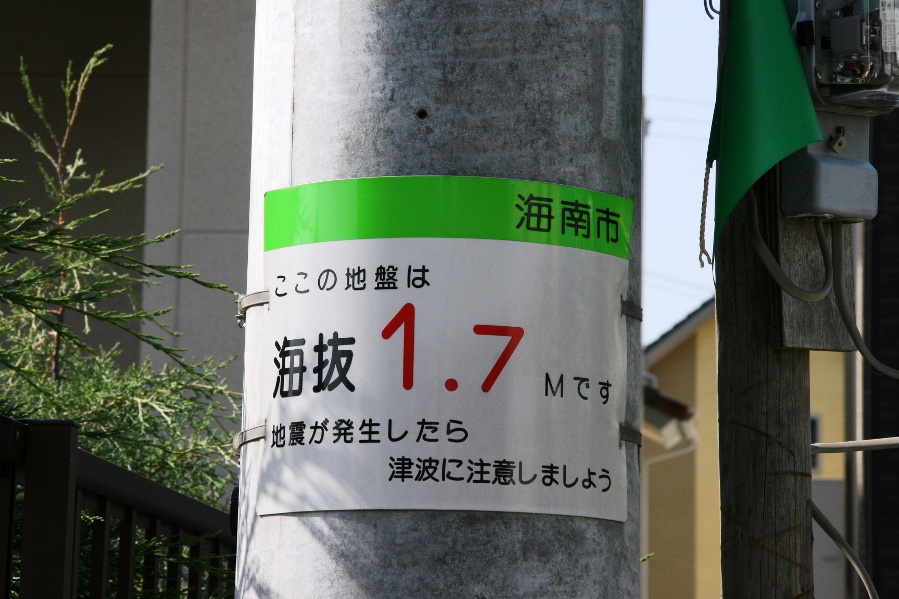 海南市
ここの地盤は
海抜 1.7 Mです
地震が発生したら
津波に注意しましょう